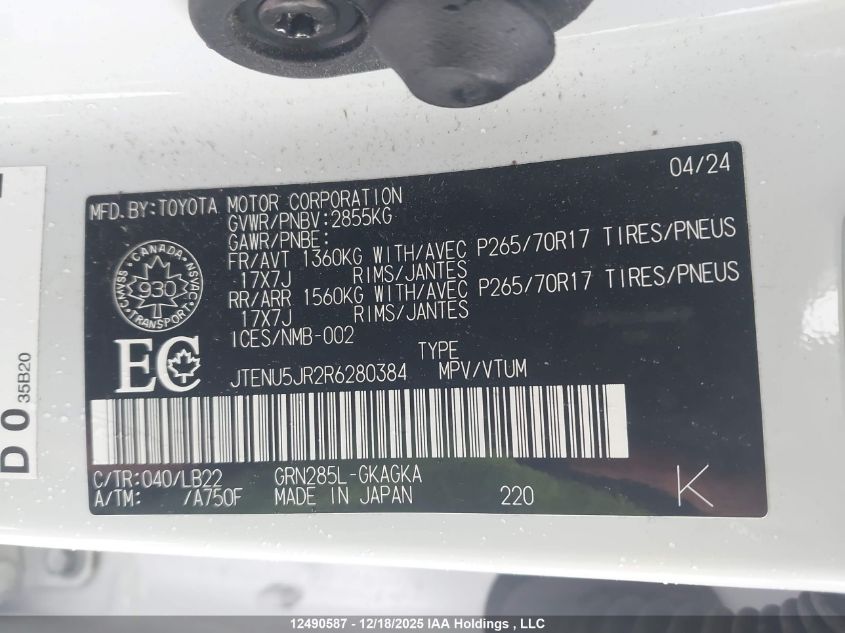 04/24
MFD.BY:TOYOTA MOTOR CORPORATION
GVWR/PNBV:2855KG
GAWR/PNBE:
FR/AVT 1360KG WITH/AVEC P265/70R17 TIRES/PNEUS
17X7J RIMS/JANTES
RR/ARR 1560KG WITH/AVEC P265/70R17 TIRES/PNEUS
17X7J RIMS/JANTES
ICES/NMB-002
CANADA
CMVSS
NSVAC
930
TRANSPORT
EC
TYPE
JTENU5JR2R6280384 MPV/VTUM
C/TR:040/LB22 GRN285L-GKAGKA
A/TM: /A750F MADE IN JAPAN 220 K
D 0
35B20
12490587 - 12/18/2025 IAA Holdings , LLC